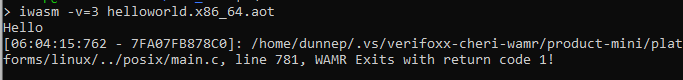 > iwasm -v=3 helloworld.x86_64.aot
Hello
[06:04:15:762 - 7FA07FB878C0]: /home/dunnep/.vs/verifoxx-cheri-wamr/product-mini/plat
forms/linux/../posix/main.c, line 781, WAMR Exits with return code 1!